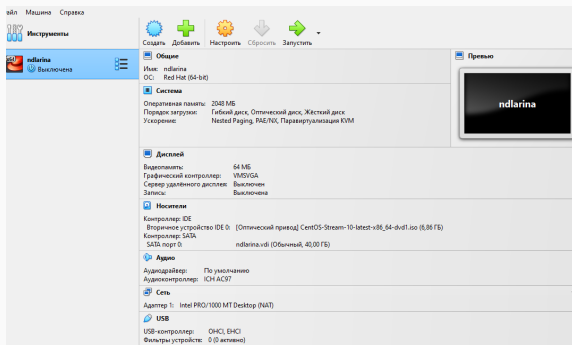 айл Машина Справка
Инструменты
Создать Добавить Настроить Сбросить Запустить
ndlarina
Выключена
Общие
Имя: ndlarina
ОС: Red Hat (64-bit)
Система
Оперативная память: 2048 МБ
Порядок загрузки: Гибкий диск, Оптический диск, Жёсткий диск
Ускорение: Nested Paging, PAE/NX, Паравиртуализация KVM
Превью
ndlarina
Дисплей
Видеопамять: 64 МБ
Графический контроллер: VMSVGA
Сервер удалённого дисплея: Выключен
Запись: Выключена
Носители
Контроллер: IDE
Вторичное устройство IDE 0: [Оптический привод] CentOS-Stream-10-latest-x86_64-dvd1.iso (6,86 ГБ)
Контроллер: SATA
SATA порт 0: ndlarina.vdi (Обычный, 40,00 ГБ)
Аудио
Аудиодрайвер: По умолчанию
Аудиоконтроллер: ICH AC97
Сеть
Адаптер 1: Intel PRO/1000 MT Desktop (NAT)
USB
USB-контроллер: OHCI, EHCI
Фильтры устройств: 0 (0 активно)